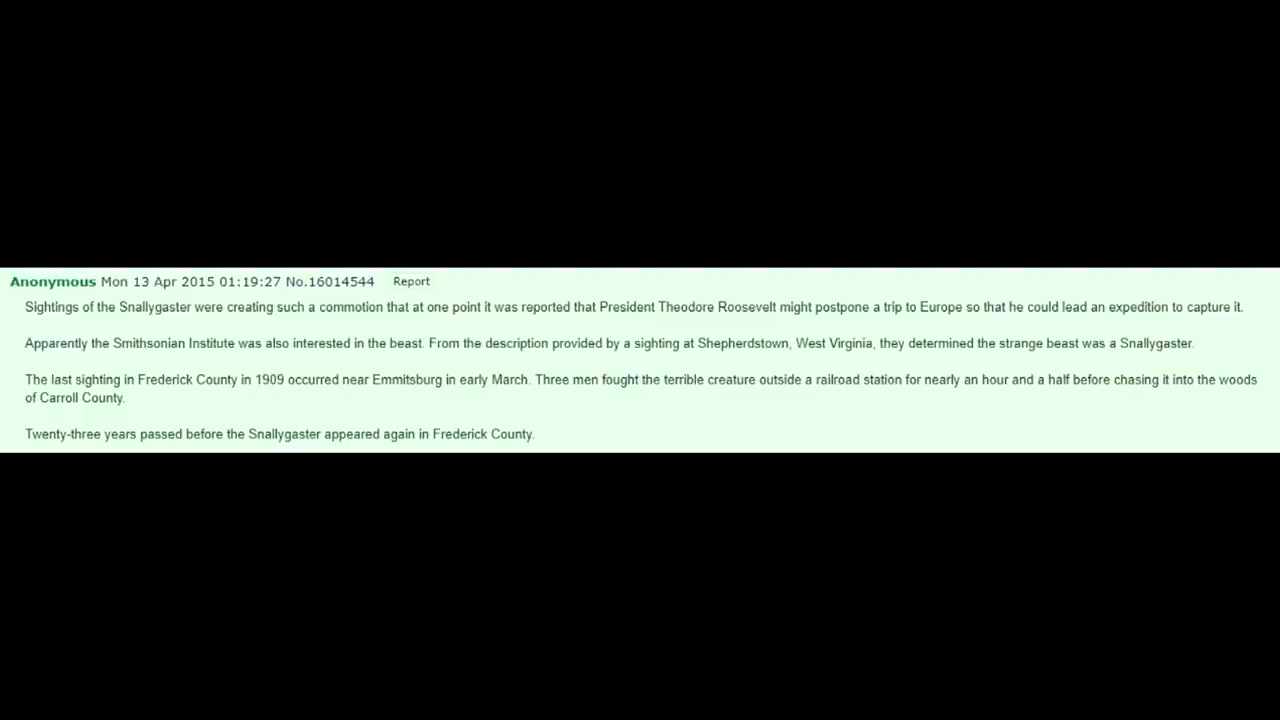 Anonymous Mon 13 Apr 2015 01:19:27 No.16014544 Report
Sightings of the Snallygaster were creating such a commotion that at one point it was reported that President Theodore Roosevelt might postpone a trip to Europe so that he could lead an expedition to capture it.
Apparently the Smithsonian Institute was also interested in the beast. From the description provided by a sighting at Shepherdstown, West Virginia, they determined the strange beast was a Snallygaster.
The last sighting in Frederick County in 1909 occurred near Emmitsburg in early March. Three men fought the terrible creature outside a railroad station for nearly an hour and a half before chasing it into the woods
of Carroll County.
Twenty-three years passed before the Snallygaster appeared again in Frederick County.